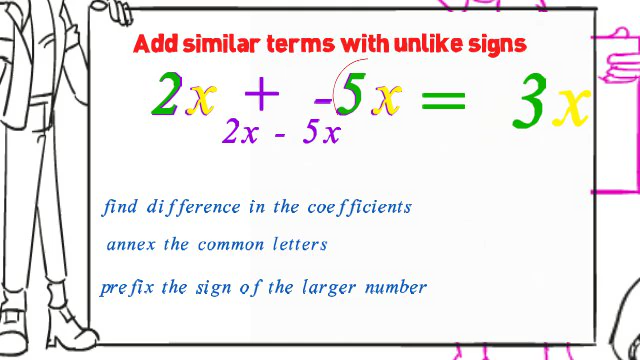 Add similar terms with unlike signs
2x + -5x = 3x
2x - 5x
find difference in the coefficients
annex the common letters
prefix the sign of the larger number